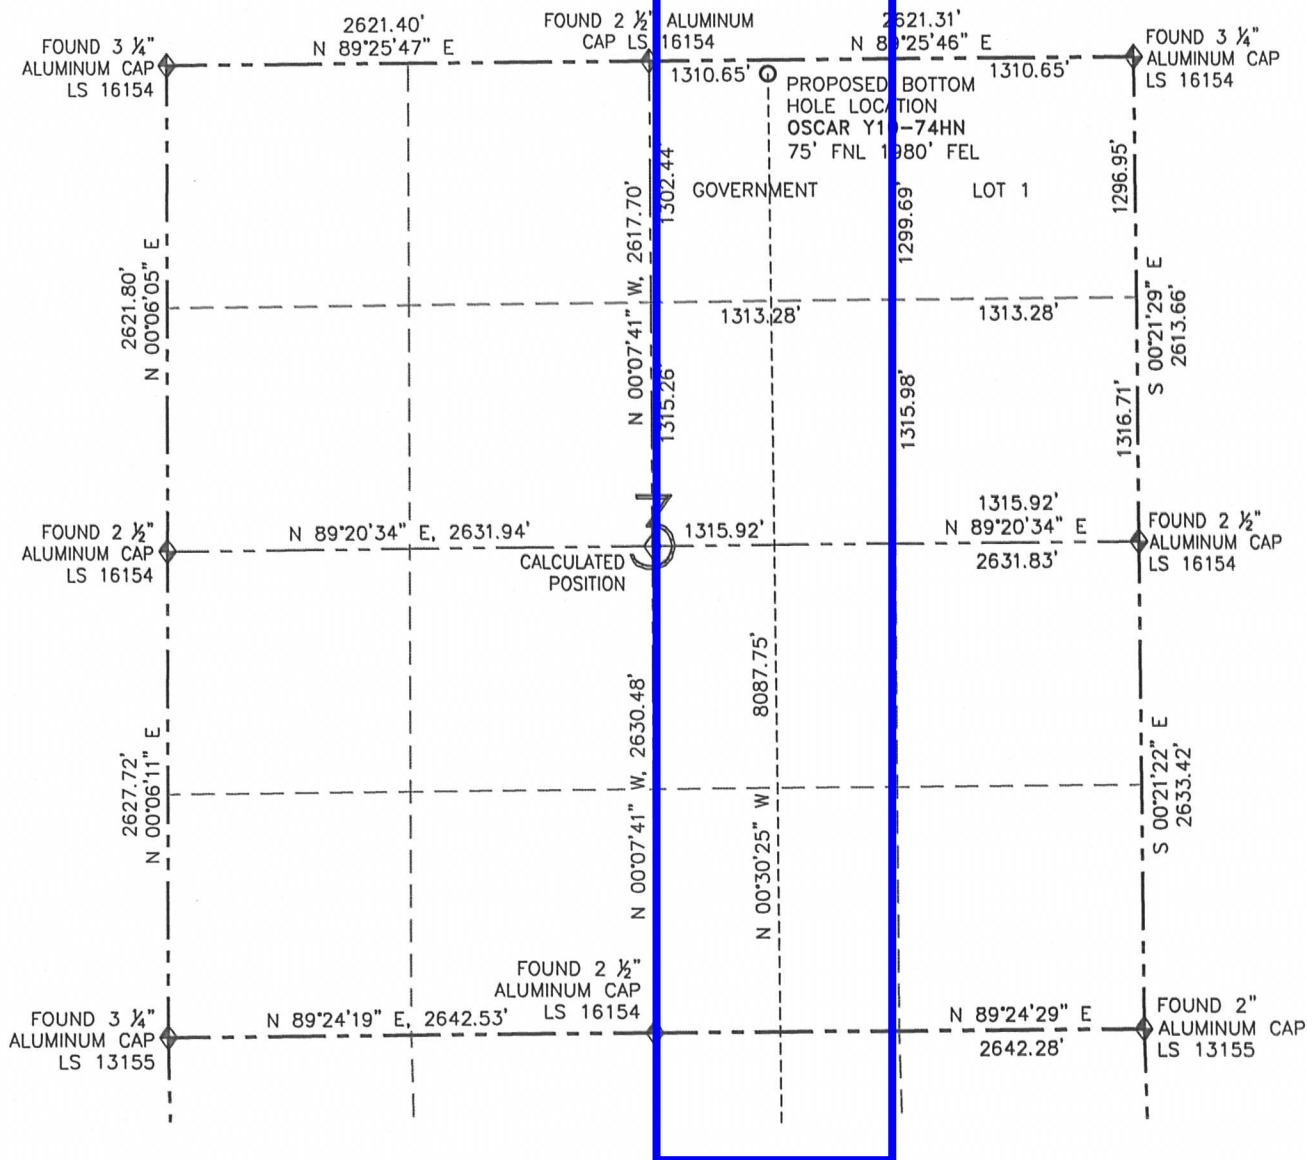 2621.40'
N 89°25'47" E
FOUND 3 ¼"
ALUMINUM CAP
LS 16154
FOUND 2 ½" ALUMINUM
CAP LS 16154
2621.31'
N 89°25'46" E
1310.65'
1310.65'
FOUND 3 ¼"
ALUMINUM CAP
LS 16154
PROPOSED BOTTOM
HOLE LOCATION
OSCAR Y10-74HN
75' FNL 1980' FEL
GOVERNMENT LOT 1
1302.44'
N 00°07'41" W, 2617.70'
1299.69'
1296.95'
2621.80'
N 00°06'05" E
1313.28'
1313.28'
S 00°21'29" E
2613.66'
1315.26'
1315.98'
1316.71'
FOUND 2 ½"
ALUMINUM CAP
LS 16154
N 89°20'34" E, 2631.94'
CALCULATED
POSITION
1315.92'
1315.92'
N 89°20'34" E
2631.83'
FOUND 2 ½"
ALUMINUM CAP
LS 16154
8087.75'
N 00°30'25" W
N 00°07'41" W, 2630.48'
2627.72'
N 00°06'11" E
S 00°21'22" E
2633.42'
FOUND 2 ½"
ALUMINUM CAP
LS 16154
FOUND 3 ¼"
ALUMINUM CAP
LS 13155
N 89°24'19" E, 2642.53'
N 89°24'29" E
2642.28'
FOUND 2"
ALUMINUM CAP
LS 13155